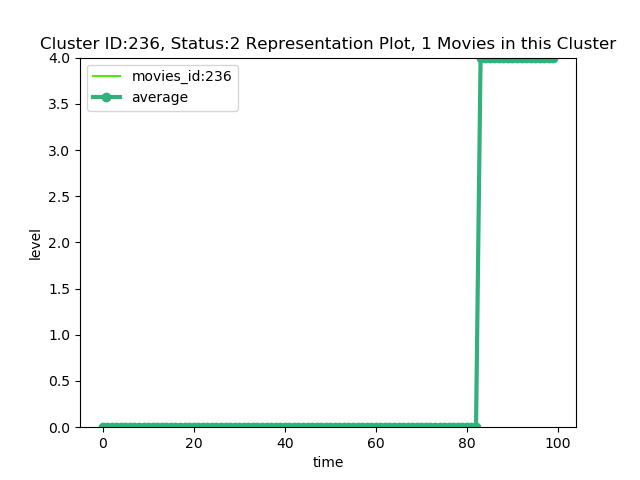 Cluster ID:236, Status:2 Representation Plot, 1 Movies in this Cluster
movies_id:236
average
4.0
3.5
3.0
2.5
2.0
1.5
1.0
0.5
0.0
level
0 20 40 60 80 100
time